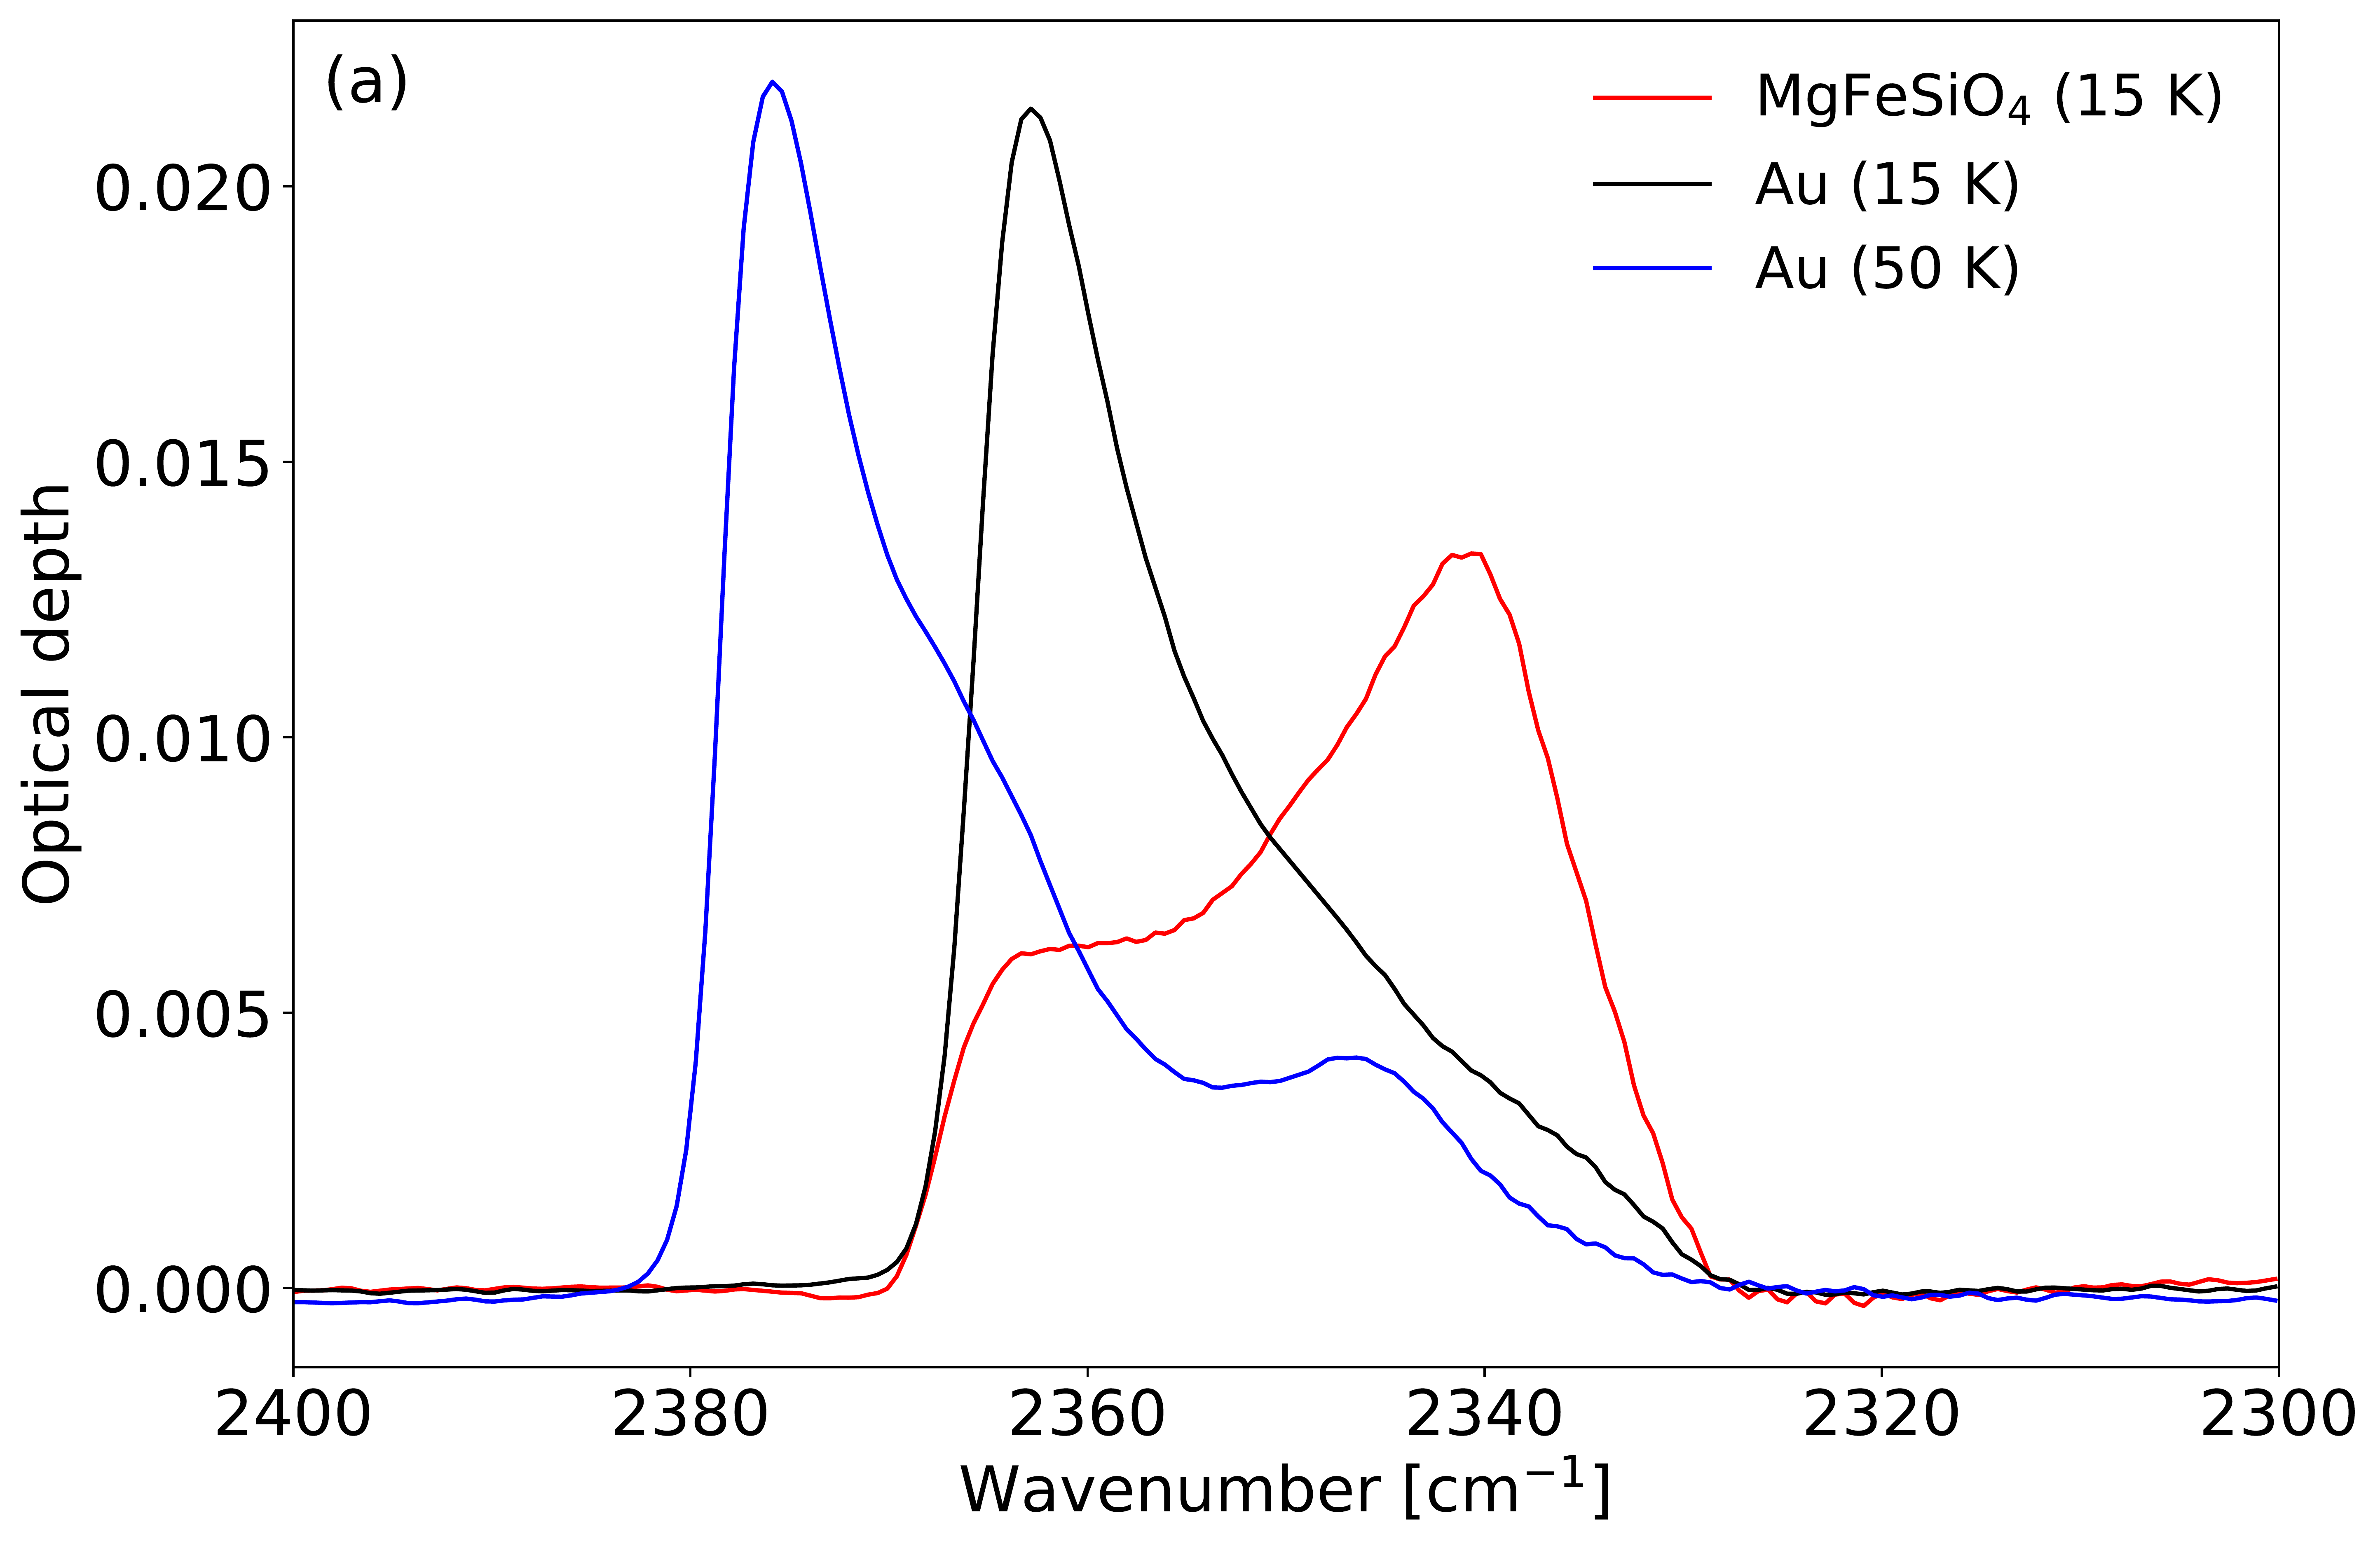 (a)
MgFeSiO₄ (15 K)
Au (15 K)
Au (50 K)
Optical depth
0.020
0.015
0.010
0.005
0.000
2400 2380 2360 2340 2320 2300
Wavenumber [cm⁻¹]